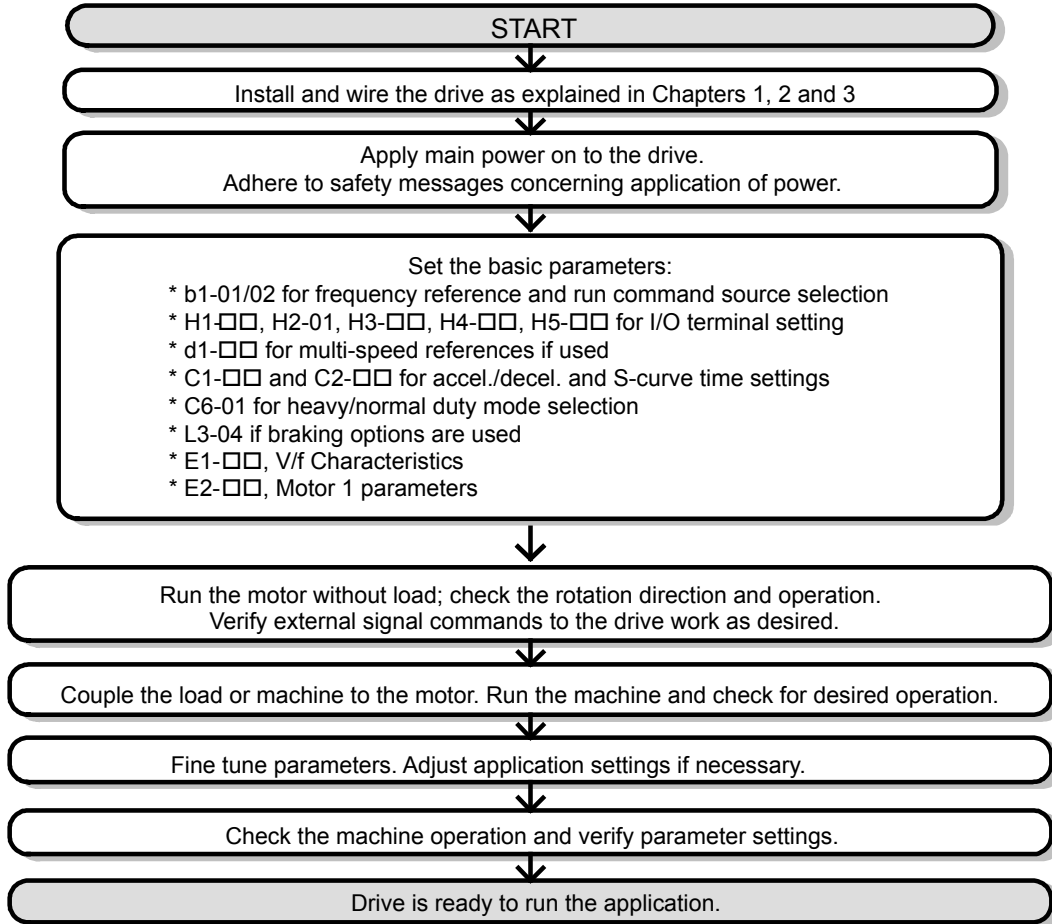 START
Install and wire the drive as explained in Chapters 1, 2 and 3
Apply main power on to the drive.
Adhere to safety messages concerning application of power.
Set the basic parameters:
* b1-01/02 for frequency reference and run command source selection
* H1-□□, H2-01, H3-□□, H4-□□, H5-□□ for I/O terminal setting
* d1-□□ for multi-speed references if used
* C1-□□ and C2-□□ for accel./decel. and S-curve time settings
* C6-01 for heavy/normal duty mode selection
* L3-04 if braking options are used
* E1-□□, V/f Characteristics
* E2-□□, Motor 1 parameters
Run the motor without load; check the rotation direction and operation.
Verify external signal commands to the drive work as desired.
Couple the load or machine to the motor. Run the machine and check for desired operation.
Fine tune parameters. Adjust application settings if necessary.
Check the machine operation and verify parameter settings.
Drive is ready to run the application.